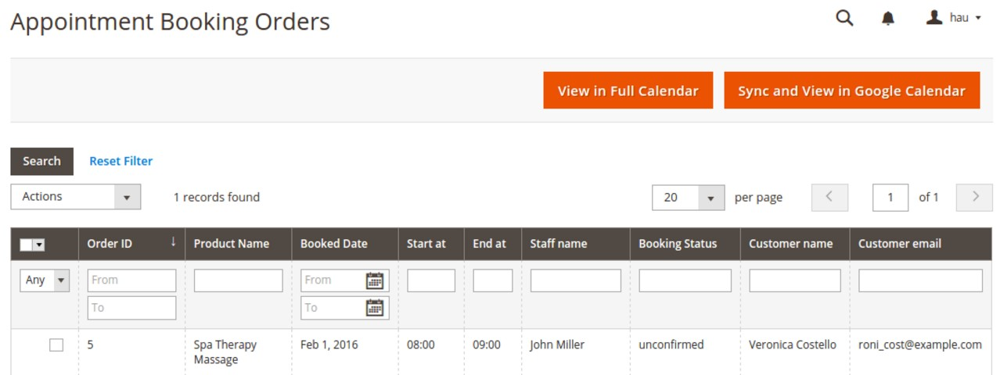 Appointment Booking Orders
hau
View in Full Calendar
Sync and View in Google Calendar
Search
Reset Filter
Actions
1 records found
20
per page
1
of 1
Order ID ↓
Product Name
Booked Date
Start at
End at
Staff name
Booking Status
Customer name
Customer email
Any
From
To
From
To
5
Spa Therapy
Massage
Feb 1, 2016
08:00
09:00
John Miller
unconfirmed
Veronica Costello
roni_cost@example.com